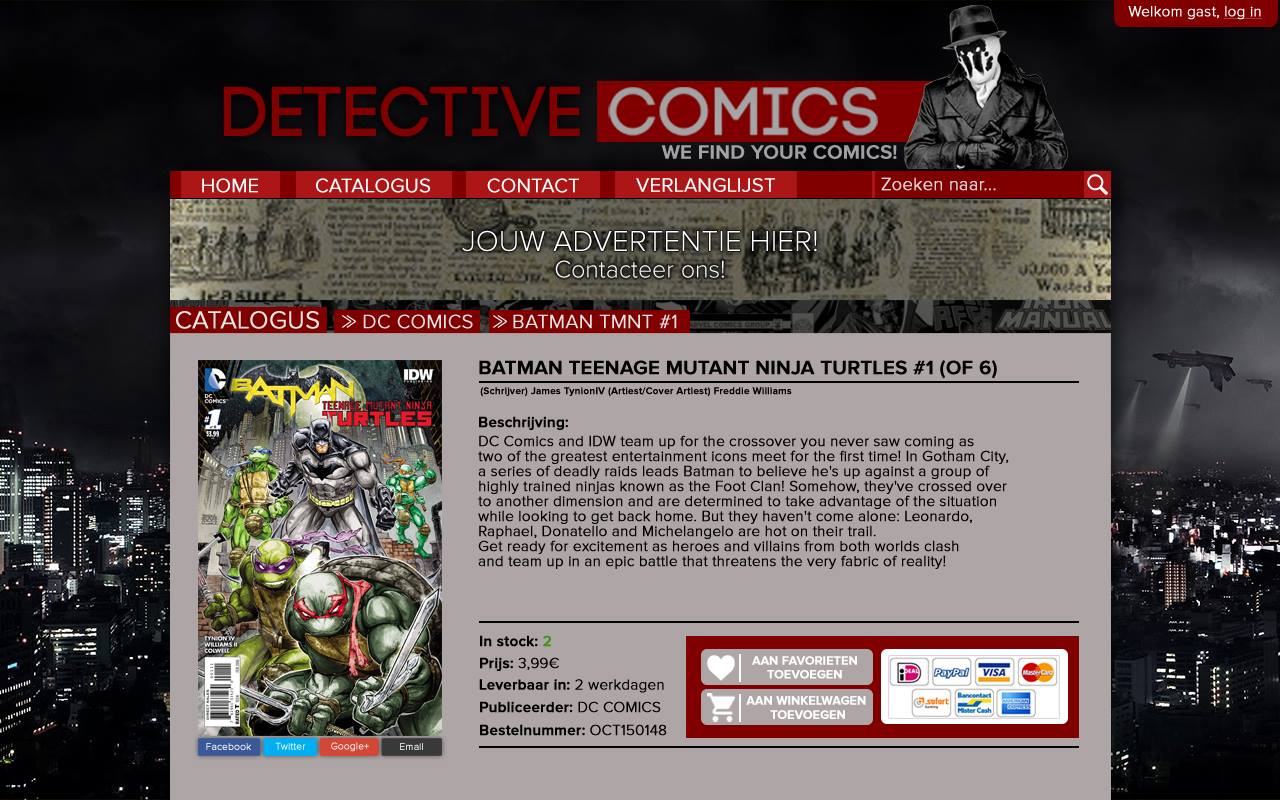 Welkom gast, log in
DETECTIVE COMICS
WE FIND YOUR COMICS!
HOME CATALOGUS CONTACT VERLANGLIJST Zoeken naar...
JOUW ADVERTENTIE HIER!
Contacteer ons!
CATALOGUS >> DC COMICS >> BATMAN TMNT #1
DC
COMICS
BATMAN
IDW
TEENAGE MUTANT NINJA
TURTLES
#1
$3.99
TYNION IV
WILLIAMS II
COLWELL
Facebook Twitter Google+ Email
BATMAN TEENAGE MUTANT NINJA TURTLES #1 (OF 6)
(Schrijver) James TynionIV (Artiest/Cover Artiest) Freddie Williams
Beschrijving:
DC Comics and IDW team up for the crossover you never saw coming as
two of the greatest entertainment icons meet for the first time! In Gotham City,
a series of deadly raids leads Batman to believe he's up against a group of
highly trained ninjas known as the Foot Clan! Somehow, they've crossed over
to another dimension and are determined to take advantage of the situation
while looking to get back home. But they haven't come alone: Leonardo,
Raphael, Donatello and Michelangelo are hot on their trail.
Get ready for excitement as heroes and villains from both worlds clash
and team up in an epic battle that threatens the very fabric of reality!
In stock: 2
Prijs: 3,99€
Leverbaar in: 2 werkdagen
Publiceerder: DC COMICS
Bestelnummer: OCT150148
AAN FAVORIETEN
TOEVOEGEN
AAN WINKELWAGEN
TOEVOEGEN
iDEAL PayPal VISA MasterCard
sofort
banking
Bancontact
Mister Cash
AMERICAN
EXPRESS